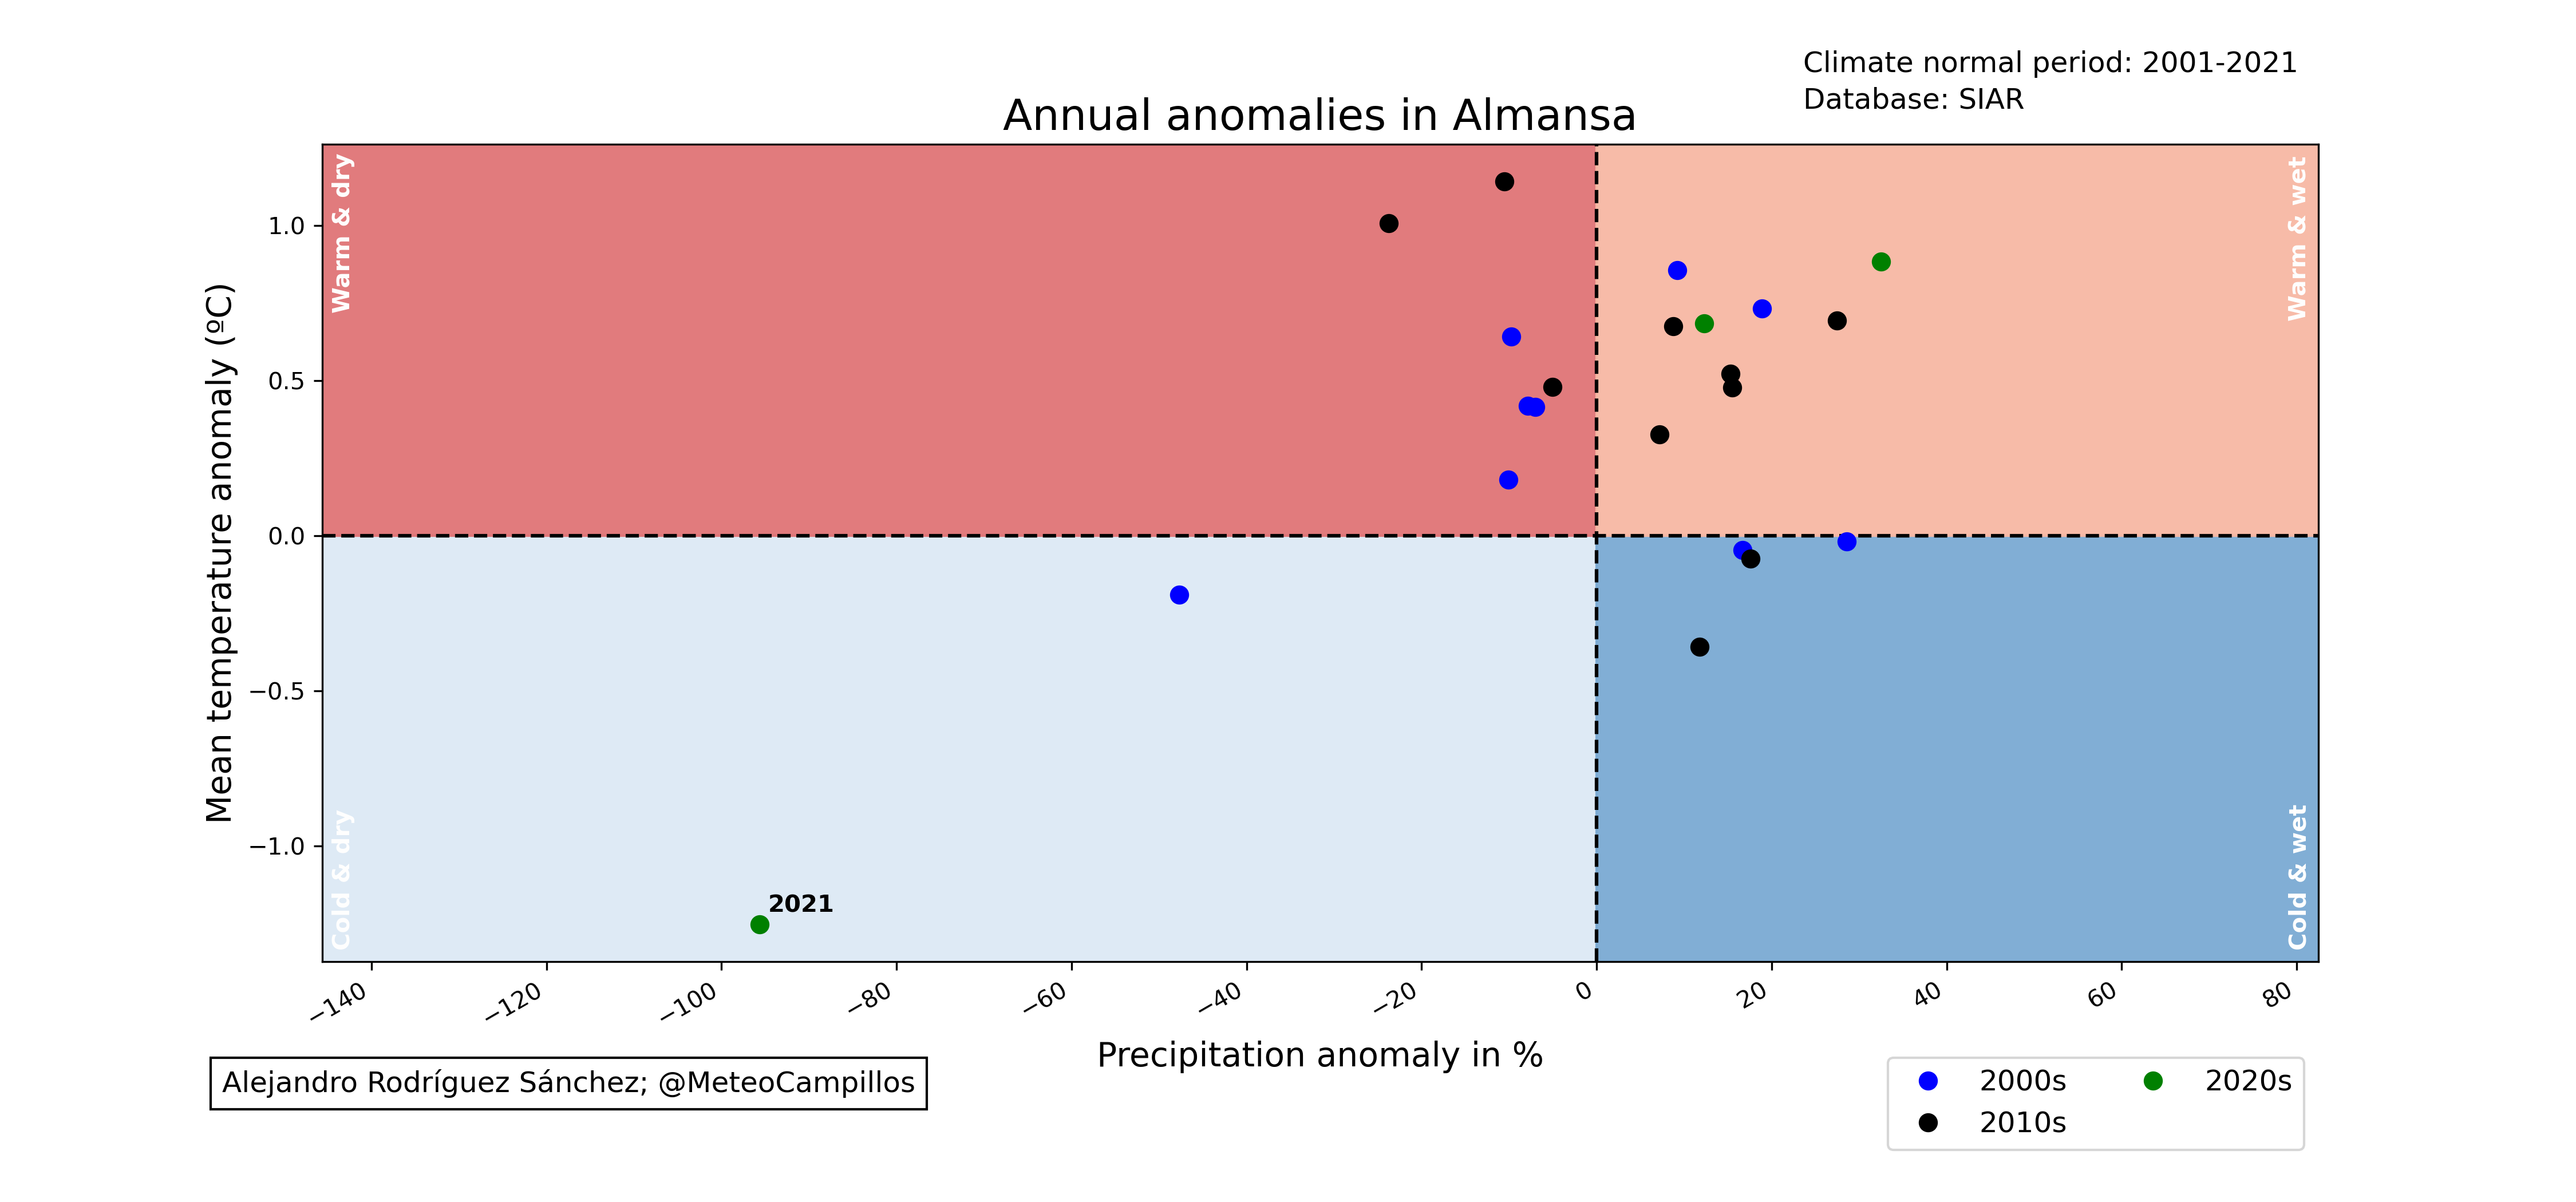 Climate normal period: 2001-2021
Database: SIAR
Annual anomalies in Almansa
Warm & dry
Warm & wet
Mean temperature anomaly (ºC)
1.0
0.5
0.0
−0.5
−1.0
Cold & dry
Cold & wet
2021
−140
−120
−100
−80
−60
−40
−20
0
20
40
60
80
Precipitation anomaly in %
Alejandro Rodríguez Sánchez; @MeteoCampillos
2000s
2010s
2020s